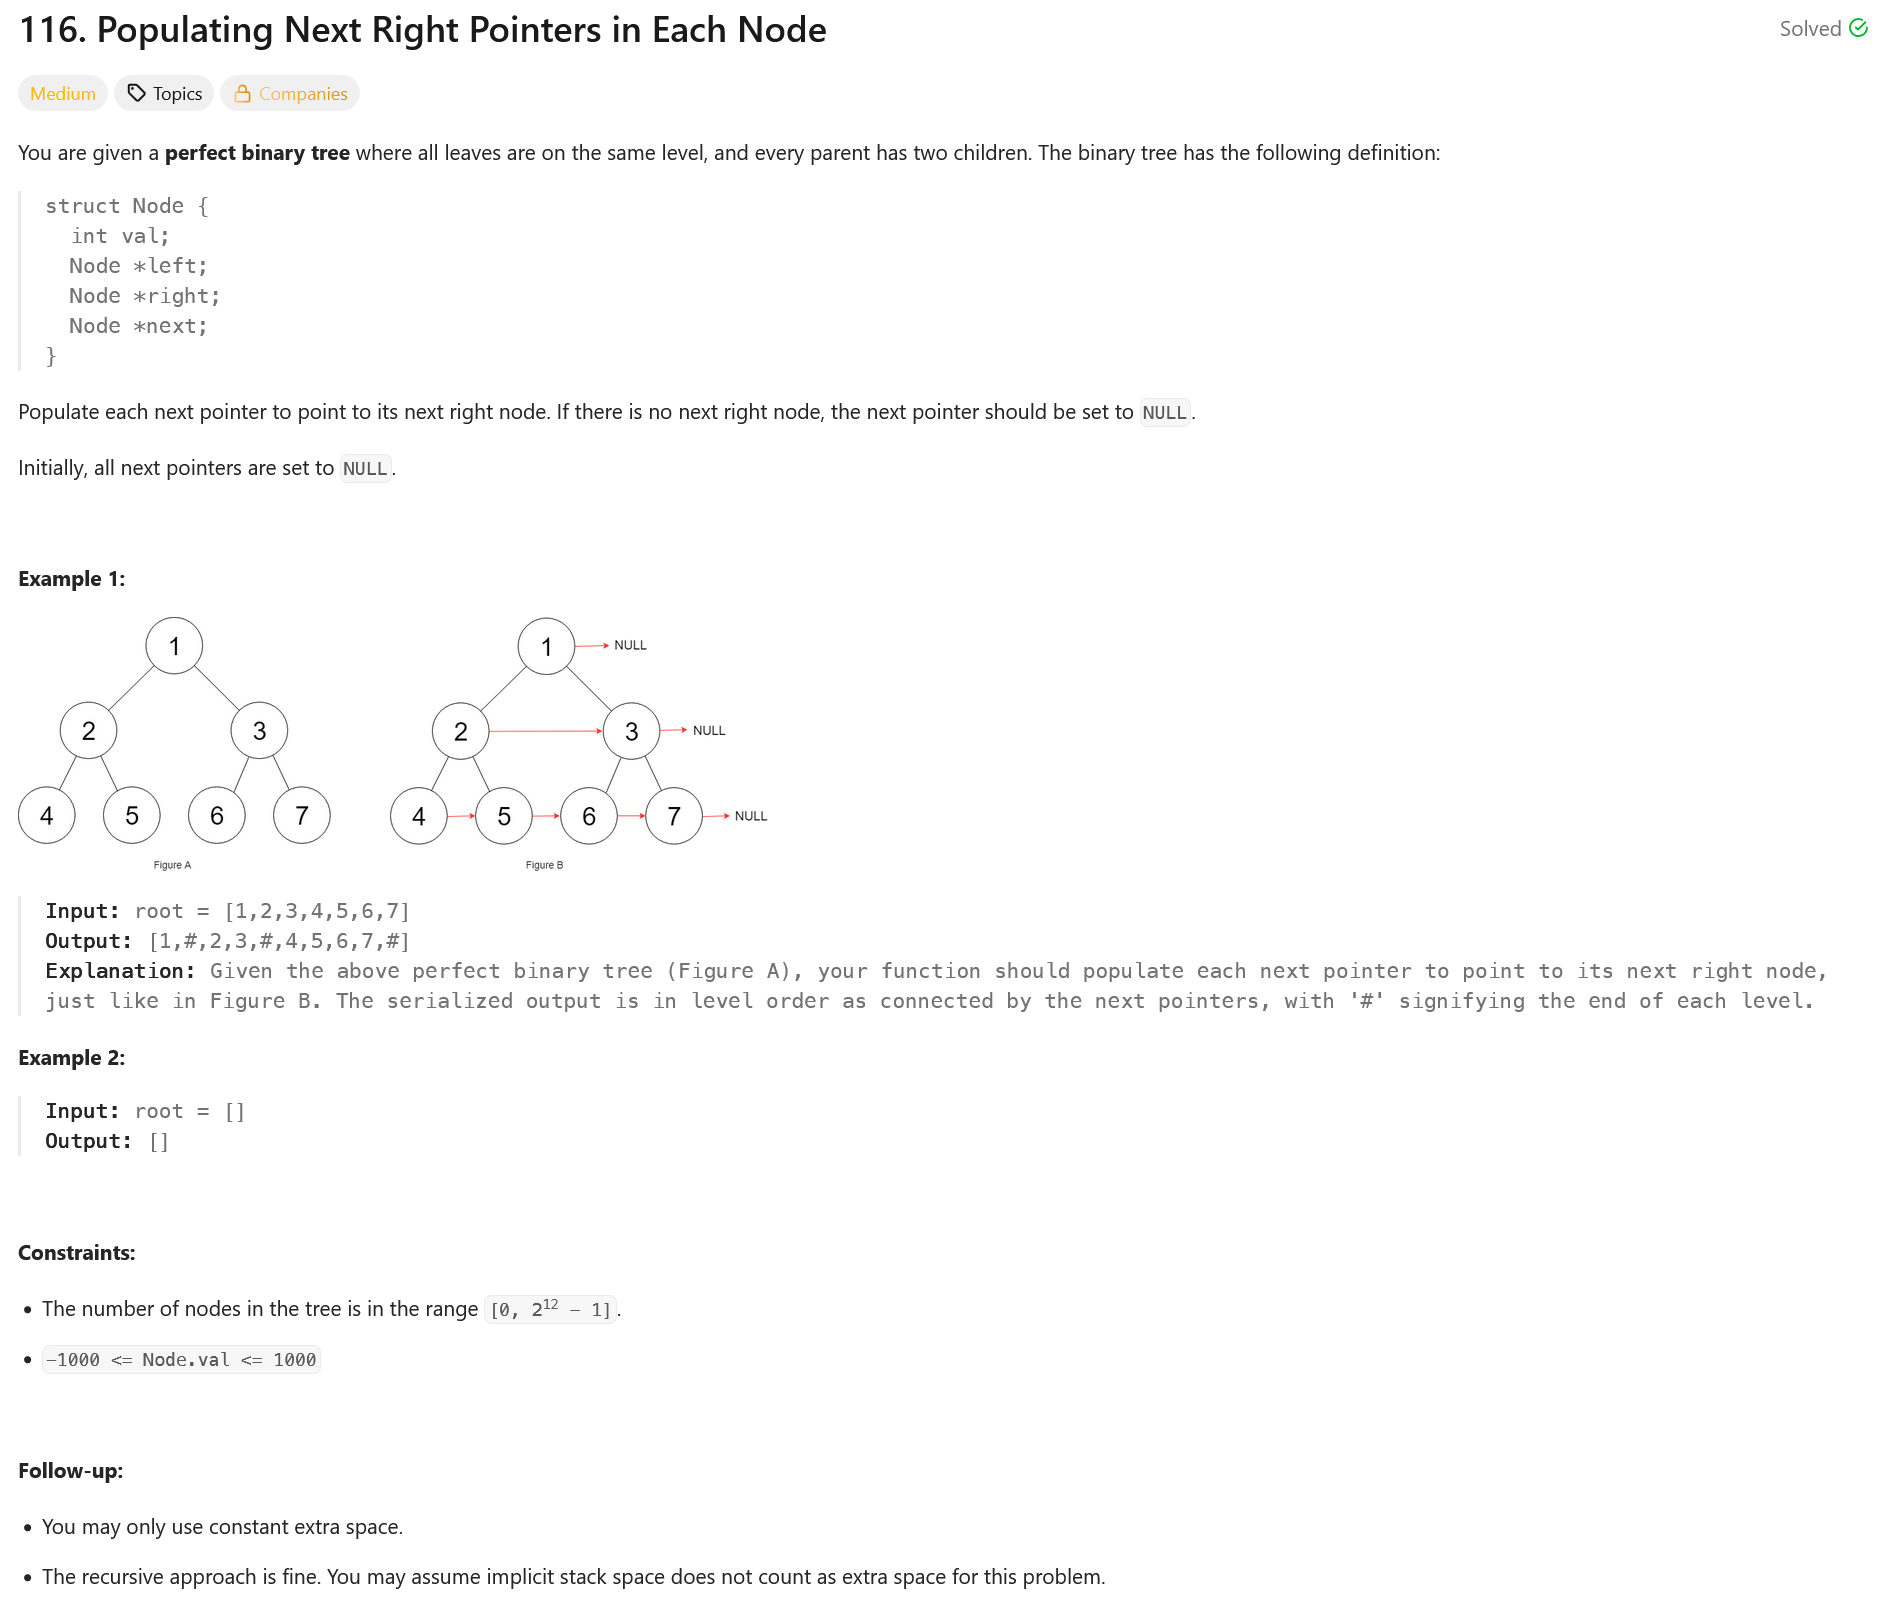 116. Populating Next Right Pointers in Each Node
Solved
Medium Topics Companies
You are given a perfect binary tree where all leaves are on the same level, and every parent has two children. The binary tree has the following definition:
struct Node {
  int val;
  Node *left;
  Node *right;
  Node *next;
}
Populate each next pointer to point to its next right node. If there is no next right node, the next pointer should be set to NULL.
Initially, all next pointers are set to NULL.
Example 1:
1
2 3
4 5 6 7
Figure A
1 NULL
2 3 NULL
4 5 6 7 NULL
Figure B
Input: root = [1,2,3,4,5,6,7]
Output: [1,#,2,3,#,4,5,6,7,#]
Explanation: Given the above perfect binary tree (Figure A), your function should populate each next pointer to point to its next right node,
just like in Figure B. The serialized output is in level order as connected by the next pointers, with '#' signifying the end of each level.
Example 2:
Input: root = []
Output: []
Constraints:
• The number of nodes in the tree is in the range [0, 2¹² - 1].
• -1000 <= Node.val <= 1000
Follow-up:
• You may only use constant extra space.
• The recursive approach is fine. You may assume implicit stack space does not count as extra space for this problem.